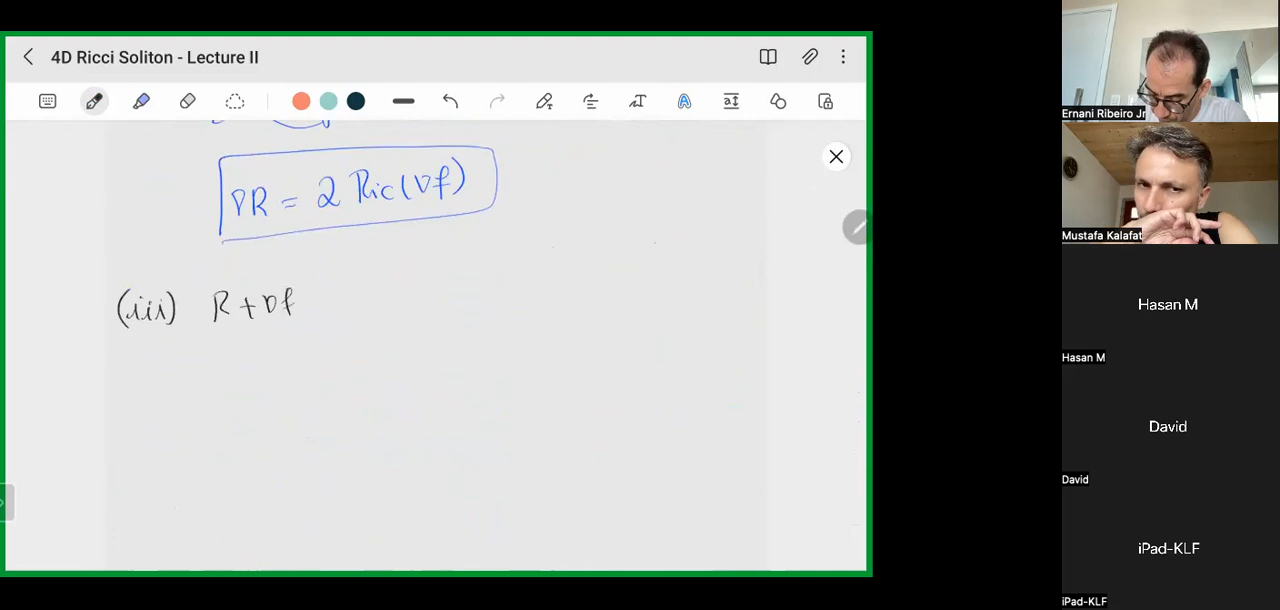 4D Ricci Soliton - Lecture II
∇R = 2 Ric(∇f)
(iii) R + ∇f
Ernani Ribeiro Jr
Mustafa Kalafat
Hasan M
Hasan M
David
David
iPad-KLF
iPad-KLF